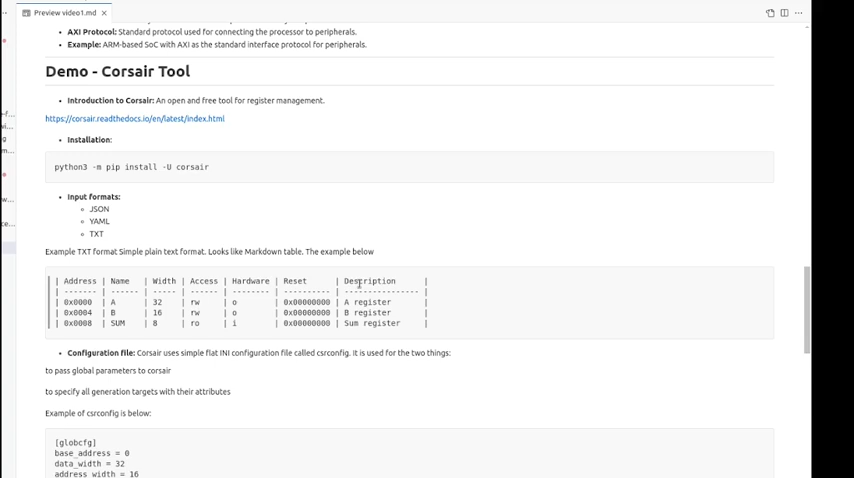 Preview video1.md ×
AXI Protocol: Standard protocol used for connecting the processor to peripherals.
Example: ARM-based SoC with AXI as the standard interface protocol for peripherals.
Demo - Corsair Tool
Introduction to Corsair: An open and free tool for register management.
https://corsair.readthedocs.io/en/latest/index.html
Installation:
python3 -m pip install -U corsair
Input formats:
JSON
YAML
TXT
Example TXT format Simple plain text format. Looks like Markdown table. The example below
| Address | Name | Width | Access | Hardware | Reset | Description |
| ------- | ------ | ----- | ------ | -------- | ---------- | ---------------- |
| 0x0000 | A | 32 | rw | o | 0x00000000 | A register |
| 0x0004 | B | 16 | rw | o | 0x00000000 | B register |
| 0x0008 | SUM | 8 | ro | i | 0x00000000 | Sum register |
Configuration file: Corsair uses simple flat INI configuration file called csrconfig. It is used for the two things:
to pass global parameters to corsair
to specify all generation targets with their attributes
Example of csrconfig is below:
[globcfg]
base_address = 0
data_width = 32
address_width = 16